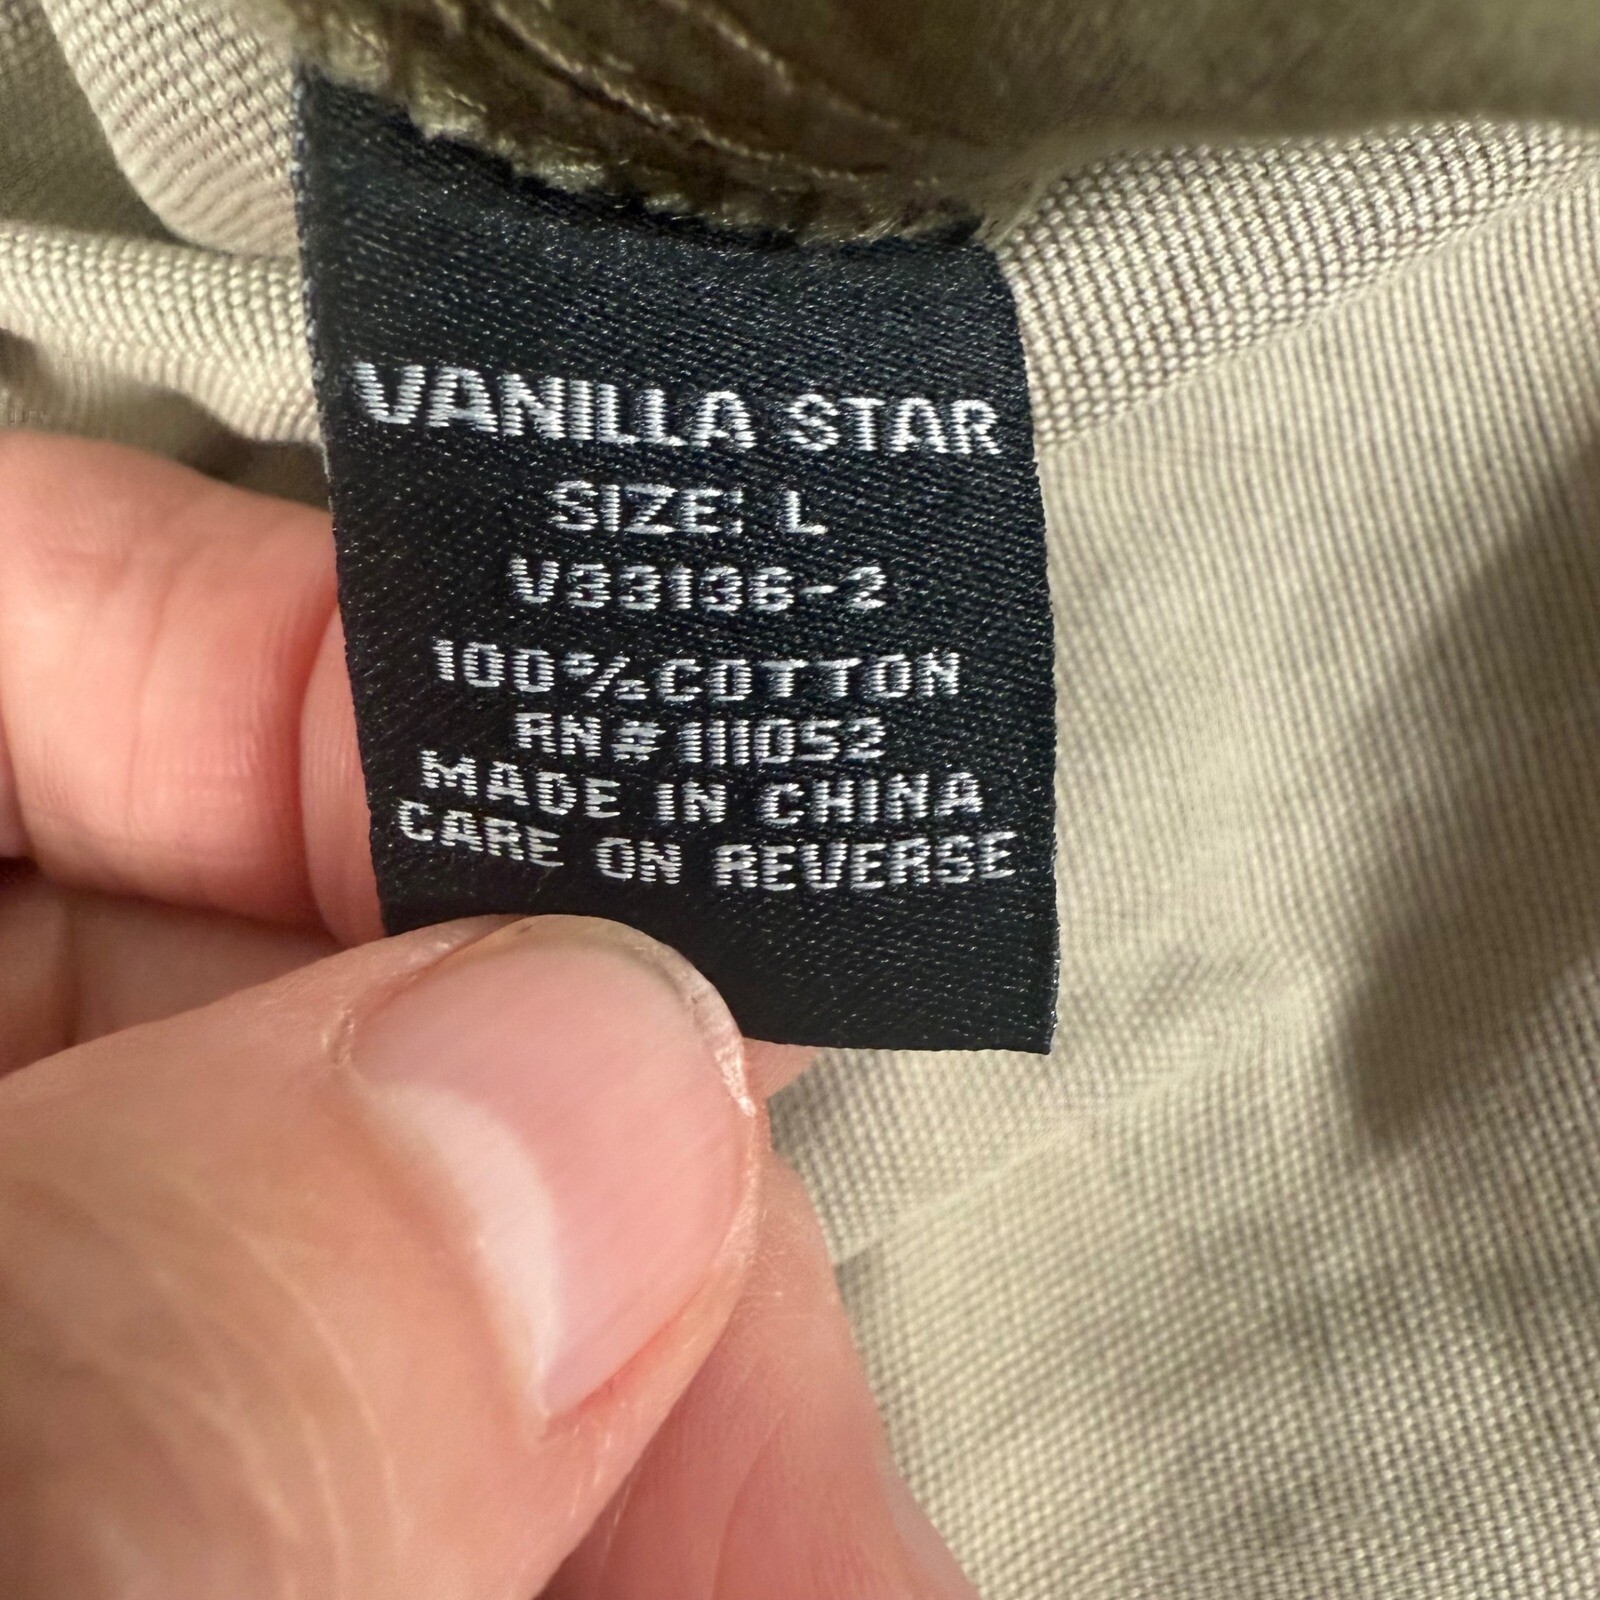 VANILLA STAR
SIZE: L
V33136-2
100%COTTON
RN#111052
MADE IN CHINA
CARE ON REVERSE